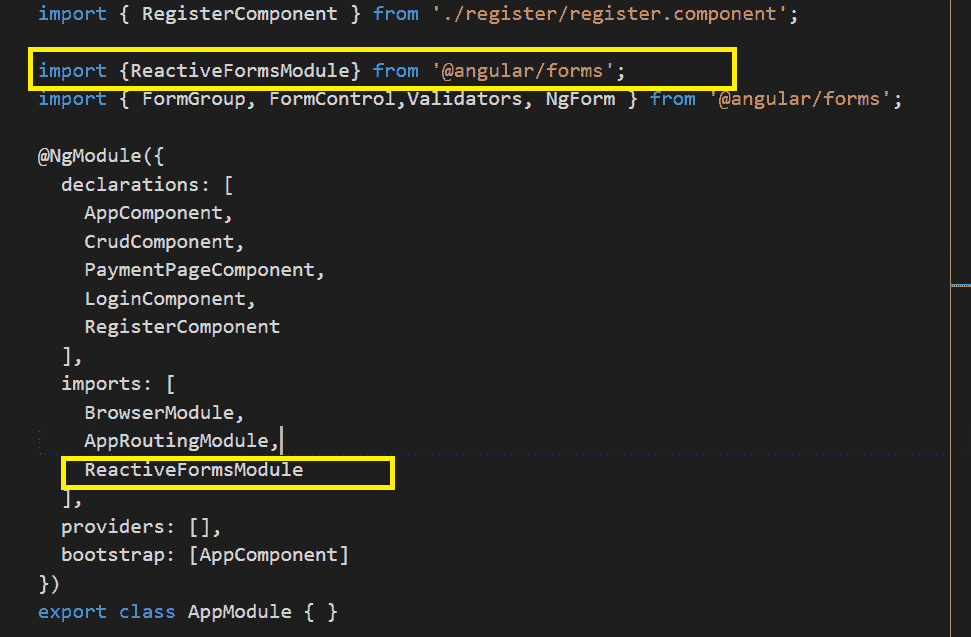 import { RegisterComponent } from './register/register.component';
import {ReactiveFormsModule} from '@angular/forms';
import { FormGroup, FormControl,Validators, NgForm } from '@angular/forms';
@NgModule({
declarations: [
AppComponent,
CrudComponent,
PaymentPageComponent,
LoginComponent,
RegisterComponent
],
imports: [
BrowserModule,
AppRoutingModule,
ReactiveFormsModule
],
providers: [],
bootstrap: [AppComponent]
})
export class AppModule { }